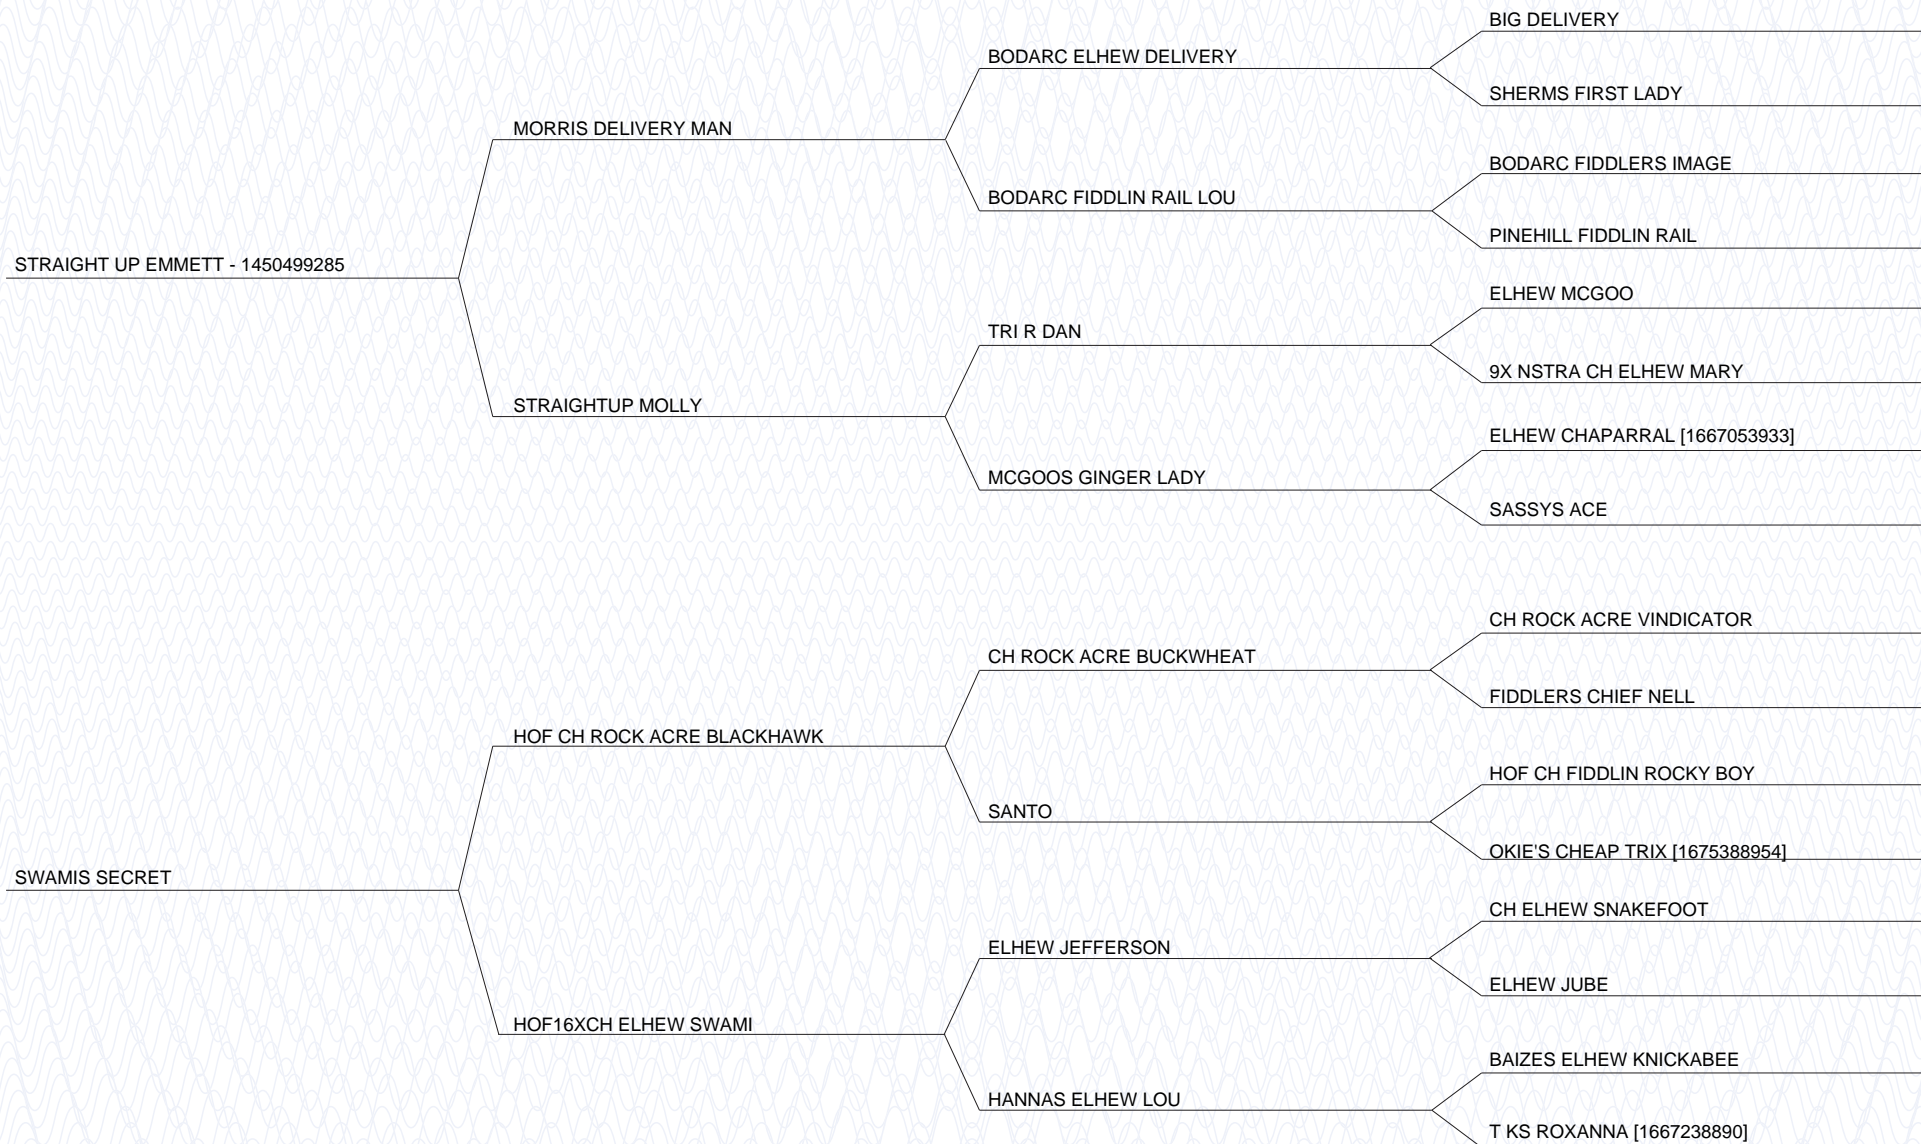 BIG DELIVERY
BODARC ELHEW DELIVERY
SHERMS FIRST LADY
MORRIS DELIVERY MAN
BODARC FIDDLERS IMAGE
BODARC FIDDLIN RAIL LOU
PINEHILL FIDDLIN RAIL
STRAIGHT UP EMMETT - 1450499285
ELHEW MCGOO
TRI R DAN
9X NSTRA CH ELHEW MARY
STRAIGHTUP MOLLY
ELHEW CHAPARRAL [1667053933]
MCGOOS GINGER LADY
SASSYS ACE
CH ROCK ACRE VINDICATOR
CH ROCK ACRE BUCKWHEAT
FIDDLERS CHIEF NELL
HOF CH ROCK ACRE BLACKHAWK
HOF CH FIDDLIN ROCKY BOY
SANTO
OKIE'S CHEAP TRIX [1675388954]
SWAMIS SECRET
CH ELHEW SNAKEFOOT
ELHEW JEFFERSON
ELHEW JUBE
HOF16XCH ELHEW SWAMI
BAIZES ELHEW KNICKABEE
HANNAS ELHEW LOU
T KS ROXANNA [1667238890]